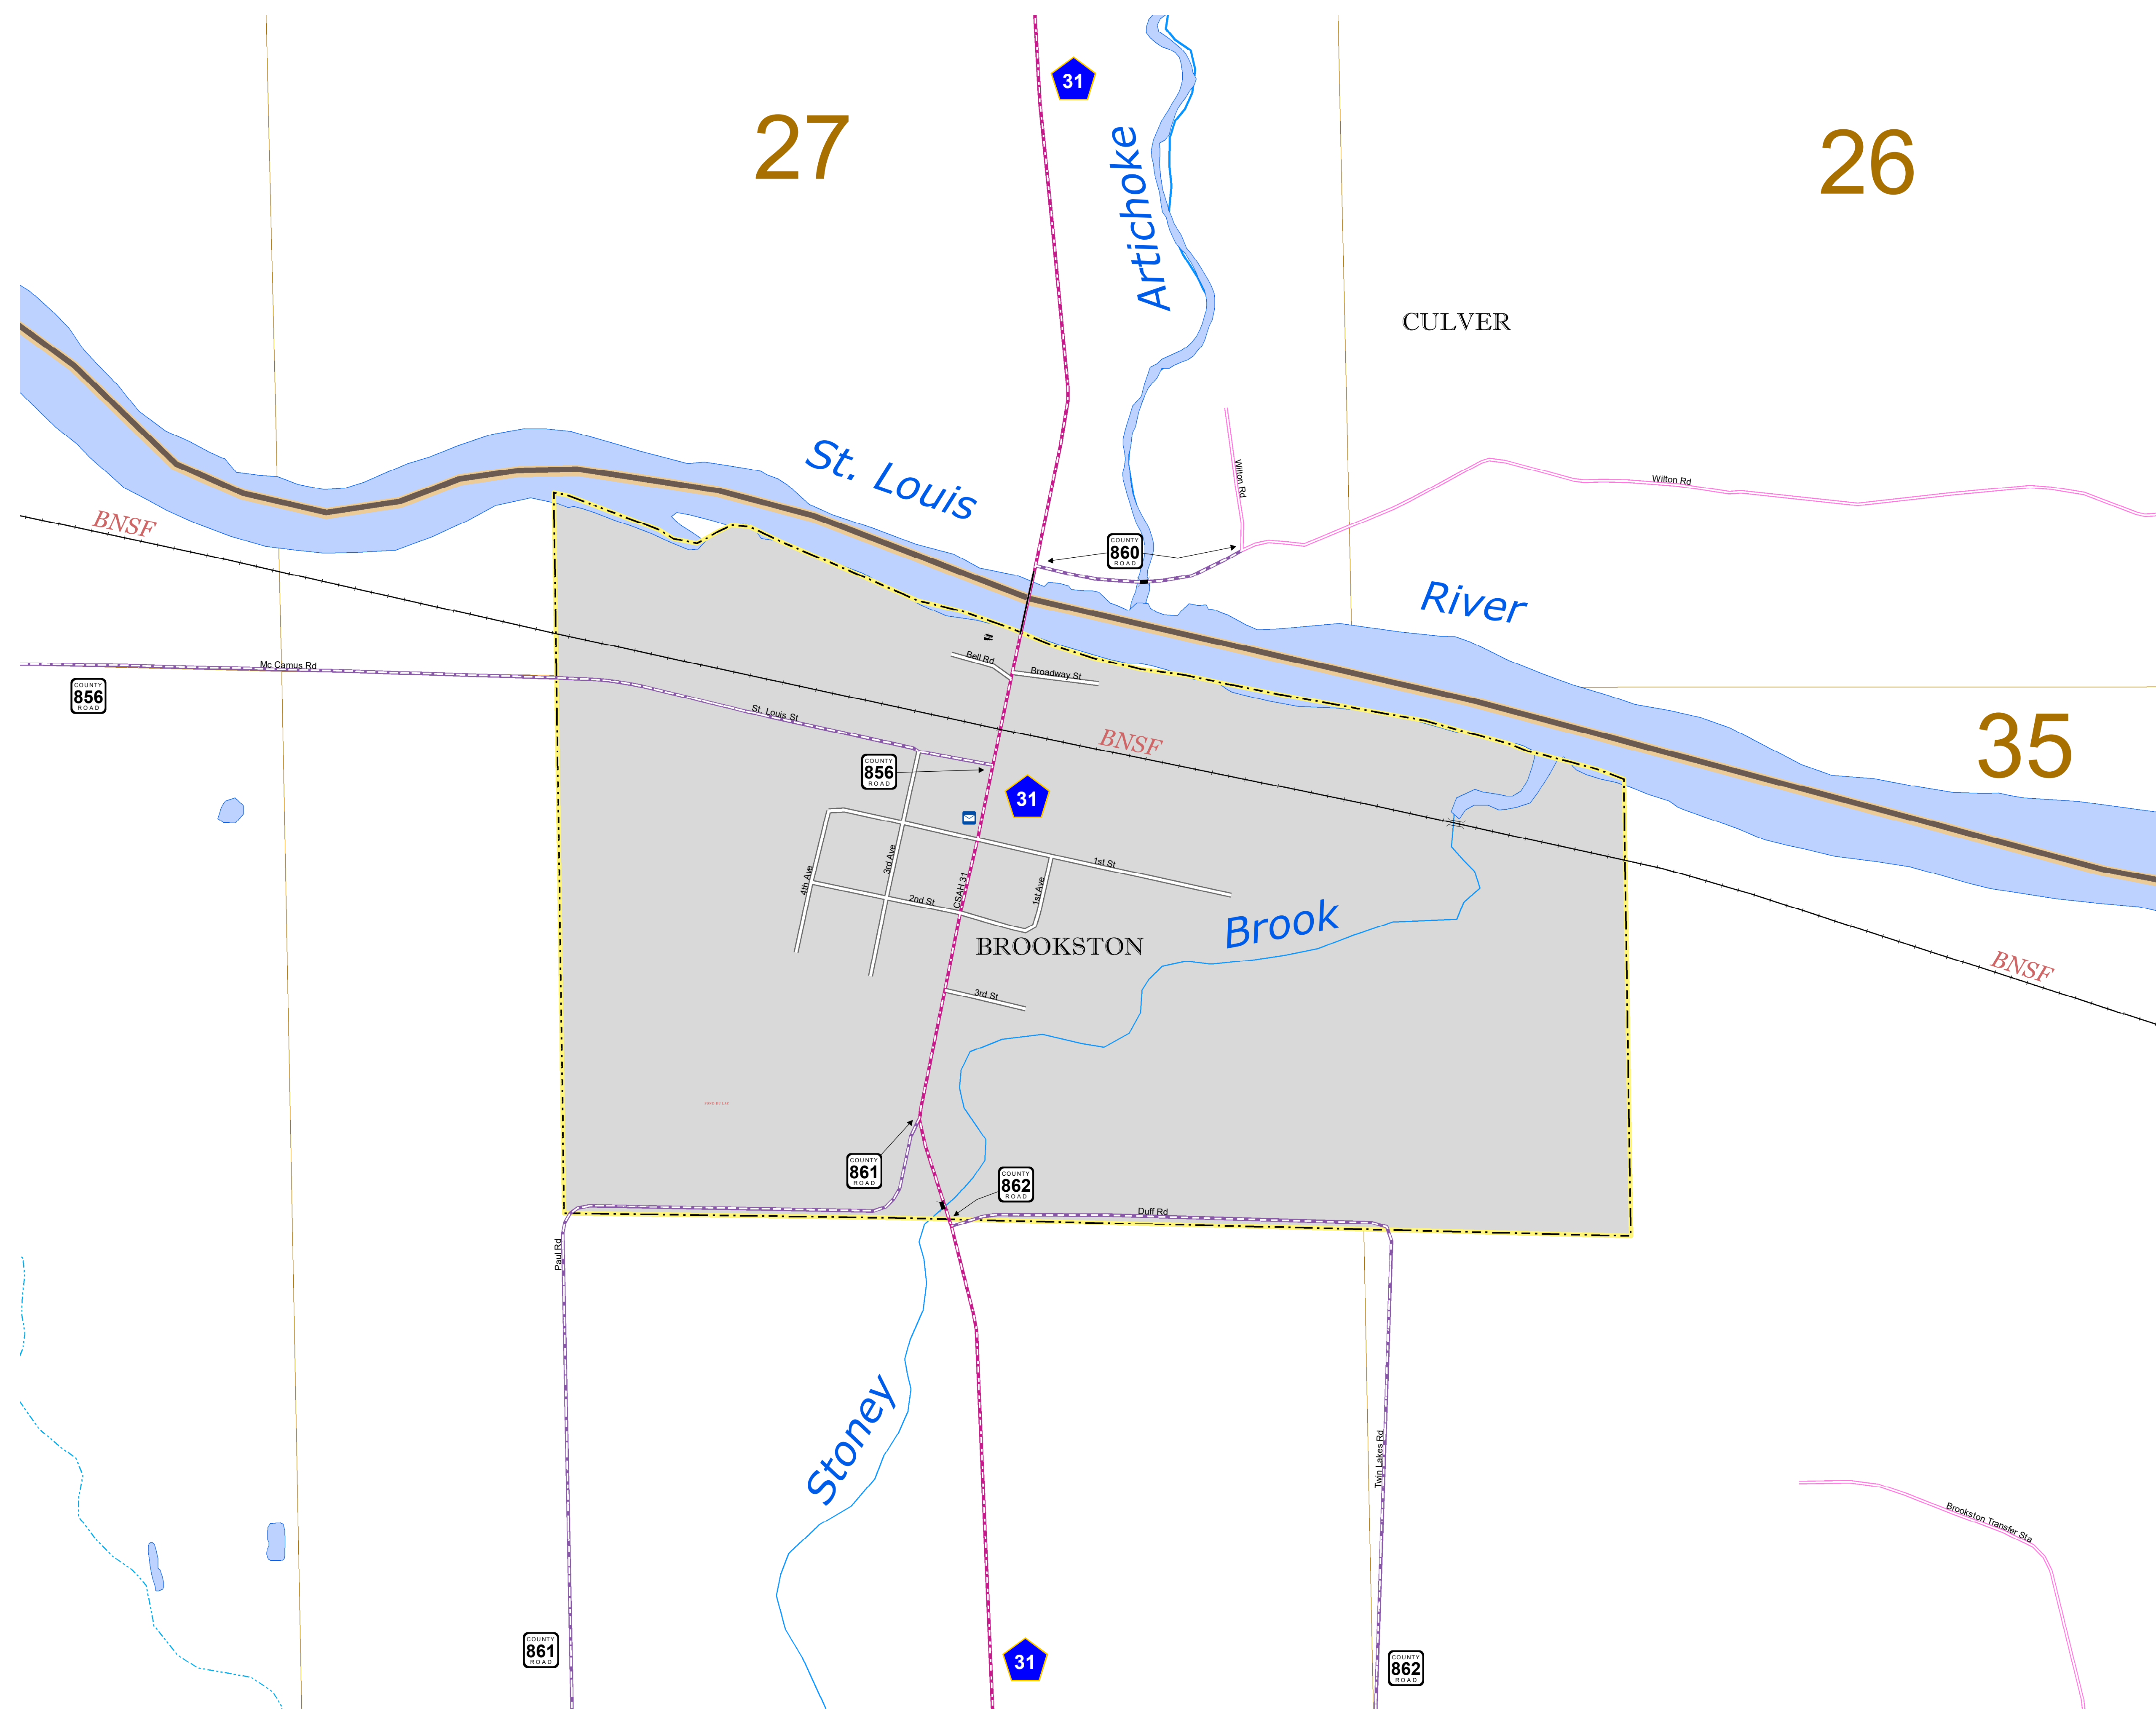 31
27
26
Artichoke
CULVER
St. Louis
Wilton Rd
Wilton Rd
BNSF
COUNTY
860
ROAD
River
Bell Rd
Broadway St
Mc Camus Rd
COUNTY
856
ROAD
St. Louis St
BNSF
35
COUNTY
856
ROAD
31
1st St
3rd Ave
4th Ave
CSAH 31
1st Ave
2nd St
Brook
BROOKSTON
BNSF
3rd St
COUNTY
861
ROAD
COUNTY
862
ROAD
Duff Rd
Paul Rd
Stoney
Twin Lakes Rd
Brookston Transfer Sta
COUNTY
861
ROAD
31
COUNTY
862
ROAD